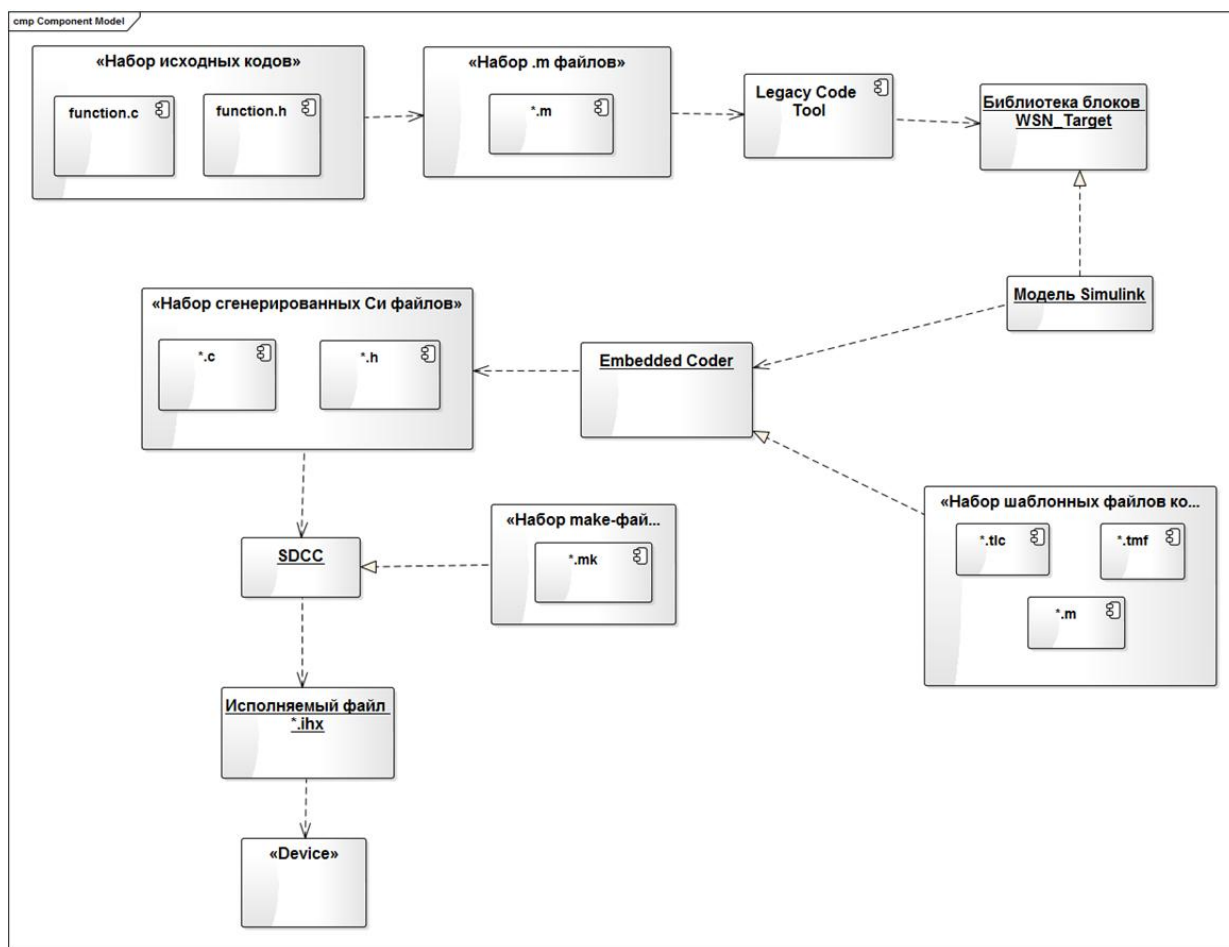 cmp Component Model
«Набор исходных кодов»
function.c
function.h
«Набор .m файлов»
*.m
Legacy Code
Tool
Библиотека блоков
WSN_Target
Модель Simulink
«Набор сгенерированных Си файлов»
*.c
*.h
Embedded Coder
«Набор шаблонных файлов ко...
*.tlc
*.tmf
*.m
SDCC
«Набор make-фай...
*.mk
Исполняемый файл
*.ihx
«Device»